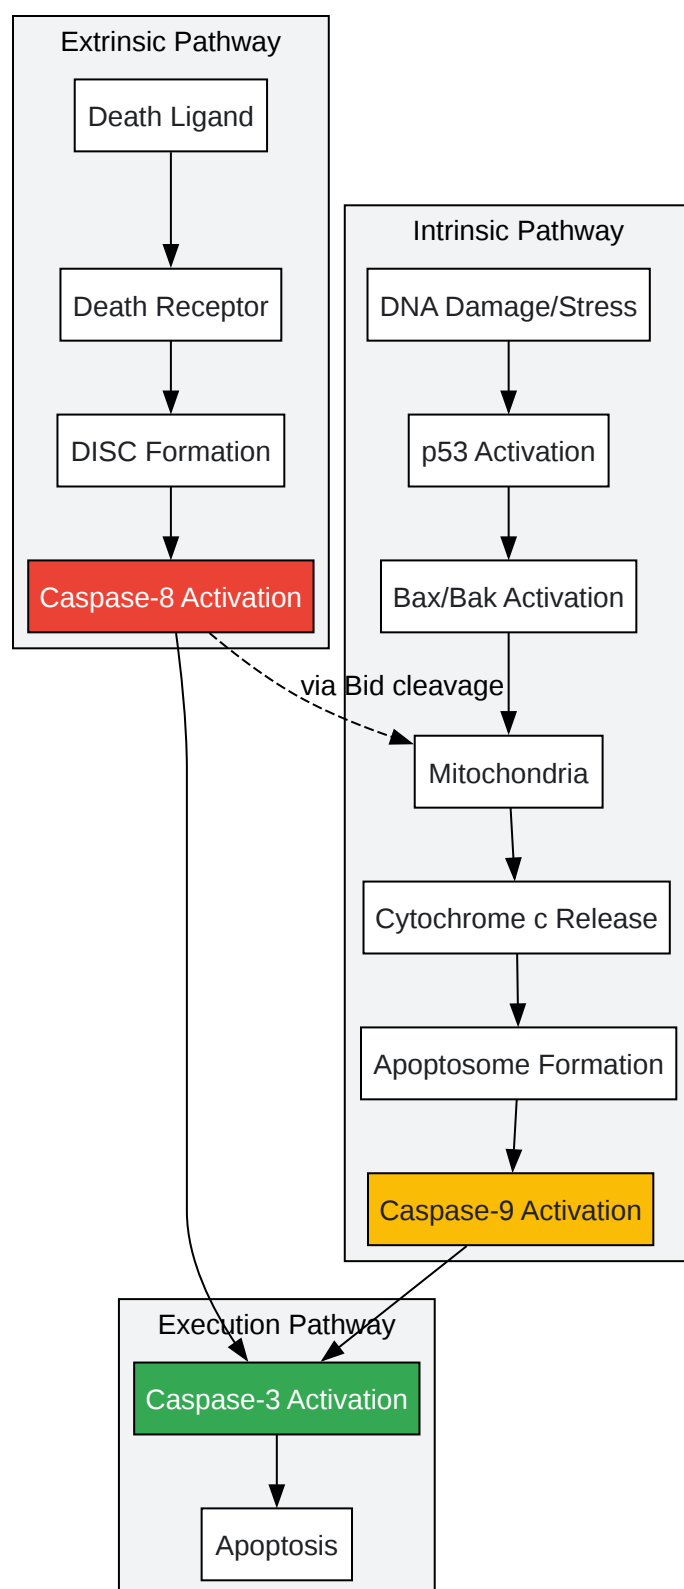 Extrinsic Pathway
Death Ligand
Death Receptor
DISC Formation
Caspase-8 Activation
Intrinsic Pathway
DNA Damage/Stress
p53 Activation
Bax/Bak Activation
via Bid cleavage
Mitochondria
Cytochrome c Release
Apoptosome Formation
Caspase-9 Activation
Execution Pathway
Caspase-3 Activation
Apoptosis